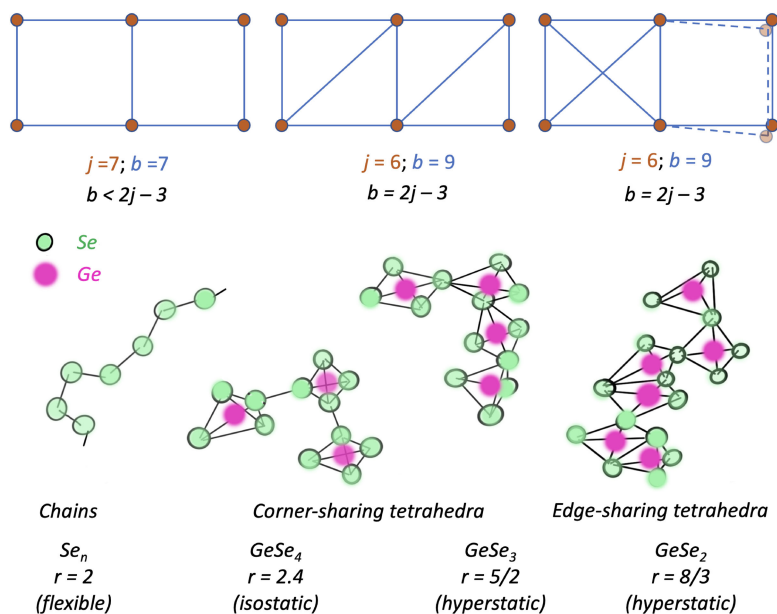 j =7; b =7
b < 2j – 3
j = 6; b = 9
b = 2j – 3
j = 6; b = 9
b = 2j – 3
Se
Ge
Chains
Corner-sharing tetrahedra
Edge-sharing tetrahedra
Seₙ
r = 2
(flexible)
GeSe₄
r = 2.4
(isostatic)
GeSe₃
r = 5/2
(hyperstatic)
GeSe₂
r = 8/3
(hyperstatic)